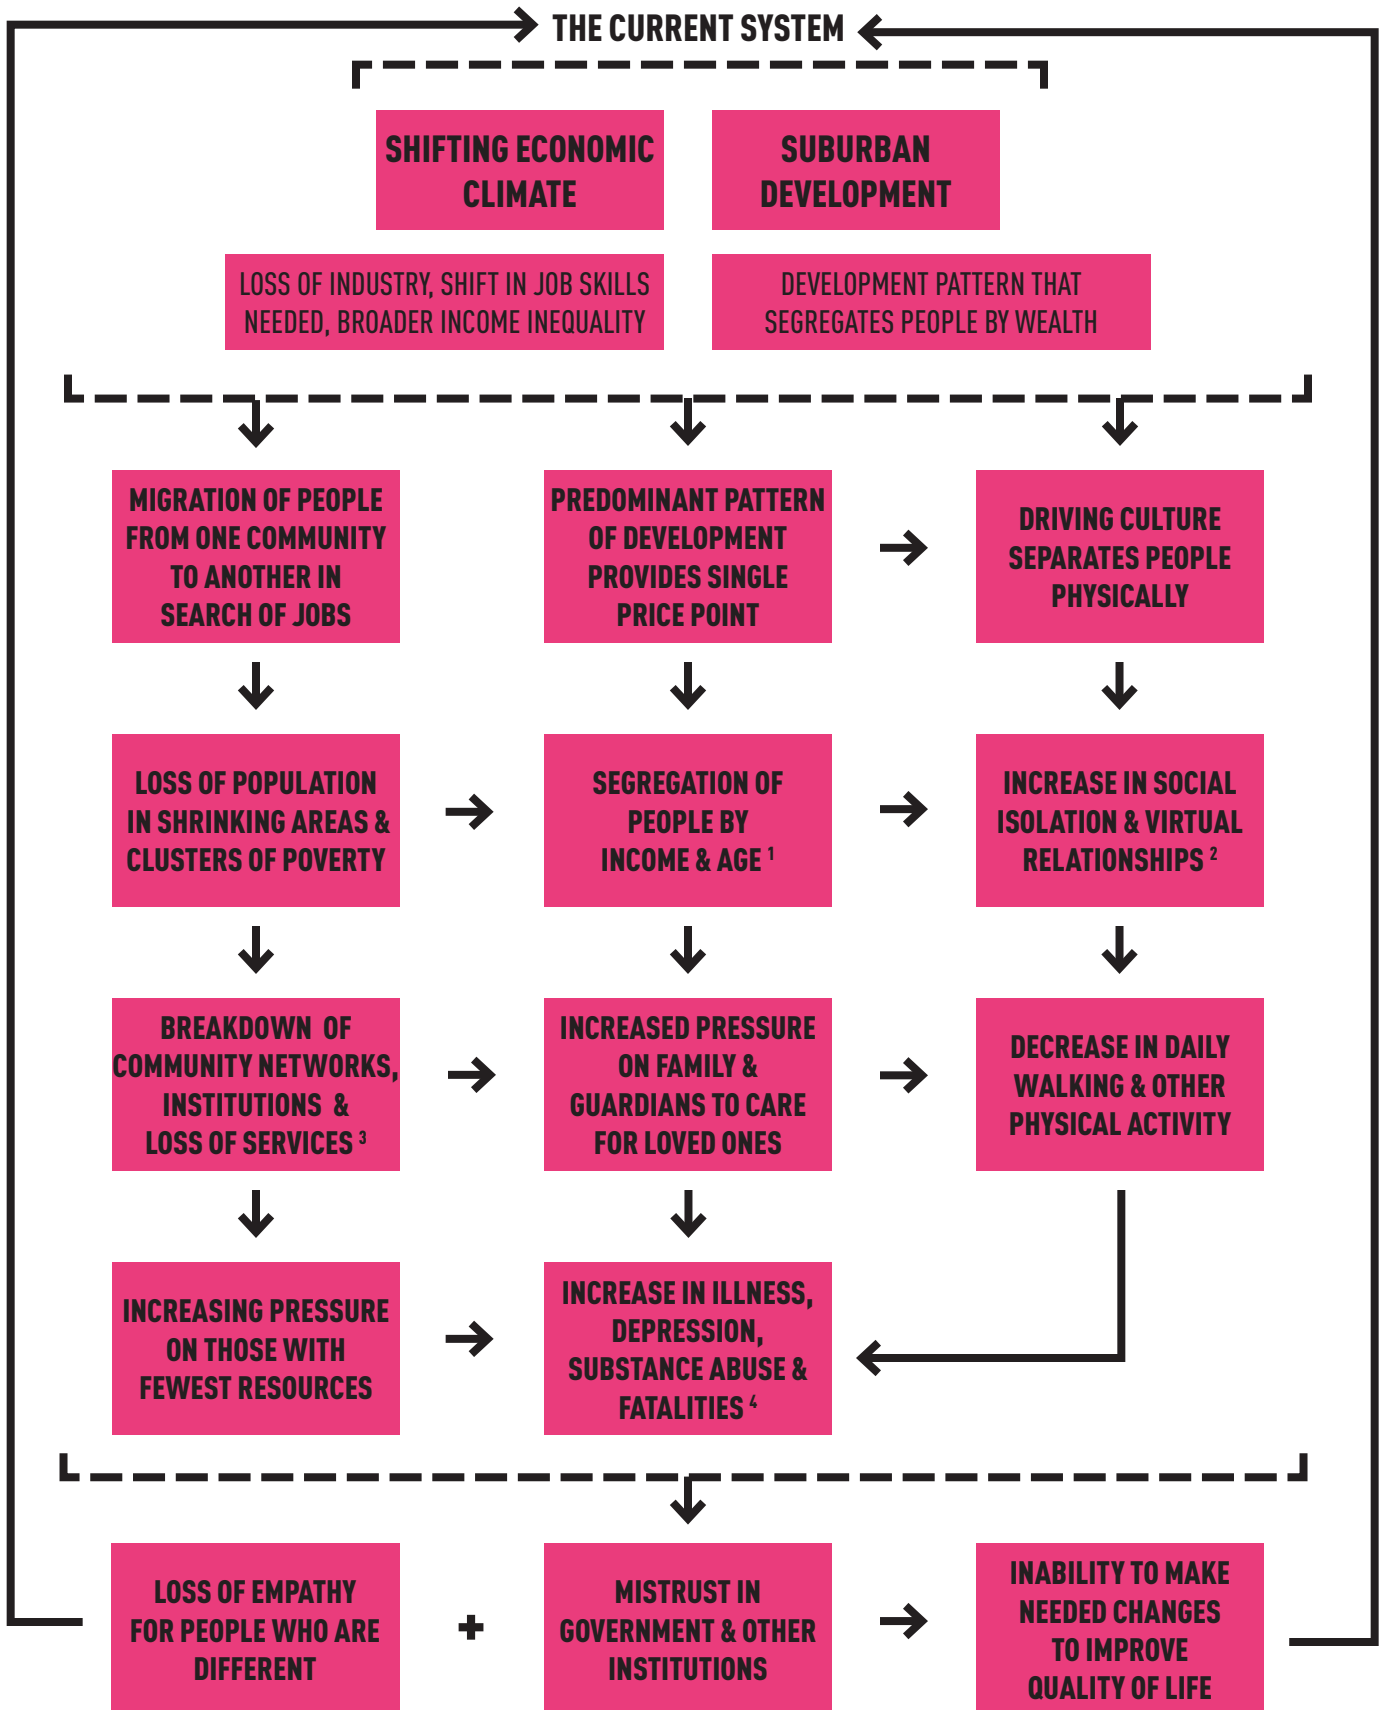 THE CURRENT SYSTEM
SHIFTING ECONOMIC
CLIMATE
SUBURBAN
DEVELOPMENT
LOSS OF INDUSTRY, SHIFT IN JOB SKILLS
NEEDED, BROADER INCOME INEQUALITY
DEVELOPMENT PATTERN THAT
SEGREGATES PEOPLE BY WEALTH
MIGRATION OF PEOPLE
FROM ONE COMMUNITY
TO ANOTHER IN
SEARCH OF JOBS
PREDOMINANT PATTERN
OF DEVELOPMENT
PROVIDES SINGLE
PRICE POINT
DRIVING CULTURE
SEPARATES PEOPLE
PHYSICALLY
LOSS OF POPULATION
IN SHRINKING AREAS &
CLUSTERS OF POVERTY
SEGREGATION OF
PEOPLE BY
INCOME & AGE 1
INCREASE IN SOCIAL
ISOLATION & VIRTUAL
RELATIONSHIPS 2
BREAKDOWN OF
COMMUNITY NETWORKS,
INSTITUTIONS &
LOSS OF SERVICES 3
INCREASED PRESSURE
ON FAMILY &
GUARDIANS TO CARE
FOR LOVED ONES
DECREASE IN DAILY
WALKING & OTHER
PHYSICAL ACTIVITY
INCREASING PRESSURE
ON THOSE WITH
FEWEST RESOURCES
INCREASE IN ILLNESS,
DEPRESSION,
SUBSTANCE ABUSE &
FATALITIES 4
LOSS OF EMPATHY
FOR PEOPLE WHO ARE
DIFFERENT
+
MISTRUST IN
GOVERNMENT & OTHER
INSTITUTIONS
INABILITY TO MAKE
NEEDED CHANGES
TO IMPROVE
QUALITY OF LIFE